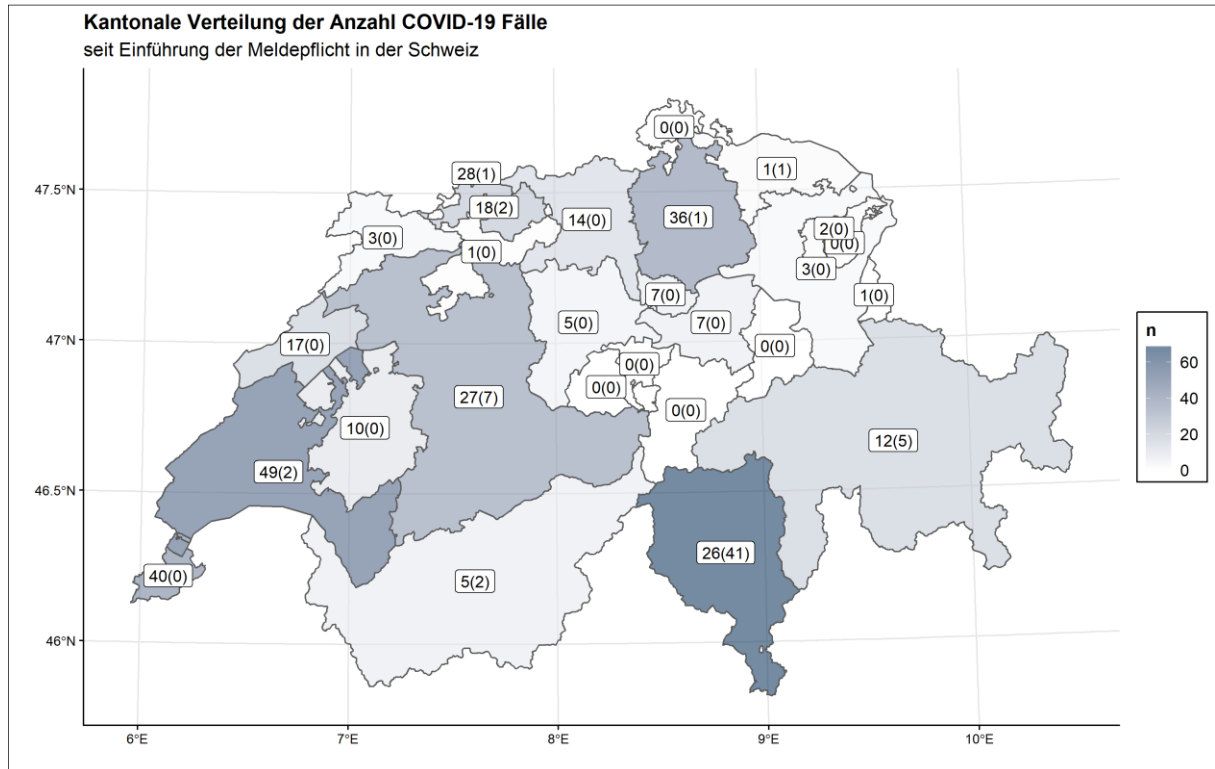 Kantonale Verteilung der Anzahl COVID-19 Fälle
seit Einführung der Meldepflicht in der Schweiz
0(0)
1(1)
28(1)
18(2)
14(0)
36(1)
2(0)
0(0)
3(0)
1(0)
3(0)
7(0)
1(0)
5(0)
7(0)
17(0)
0(0)
0(0)
0(0)
27(7)
0(0)
10(0)
12(5)
49(2)
26(41)
40(0)
5(2)
47.5°N
47°N
46.5°N
46°N
6°E
7°E
8°E
9°E
10°E
n
60
40
20
0